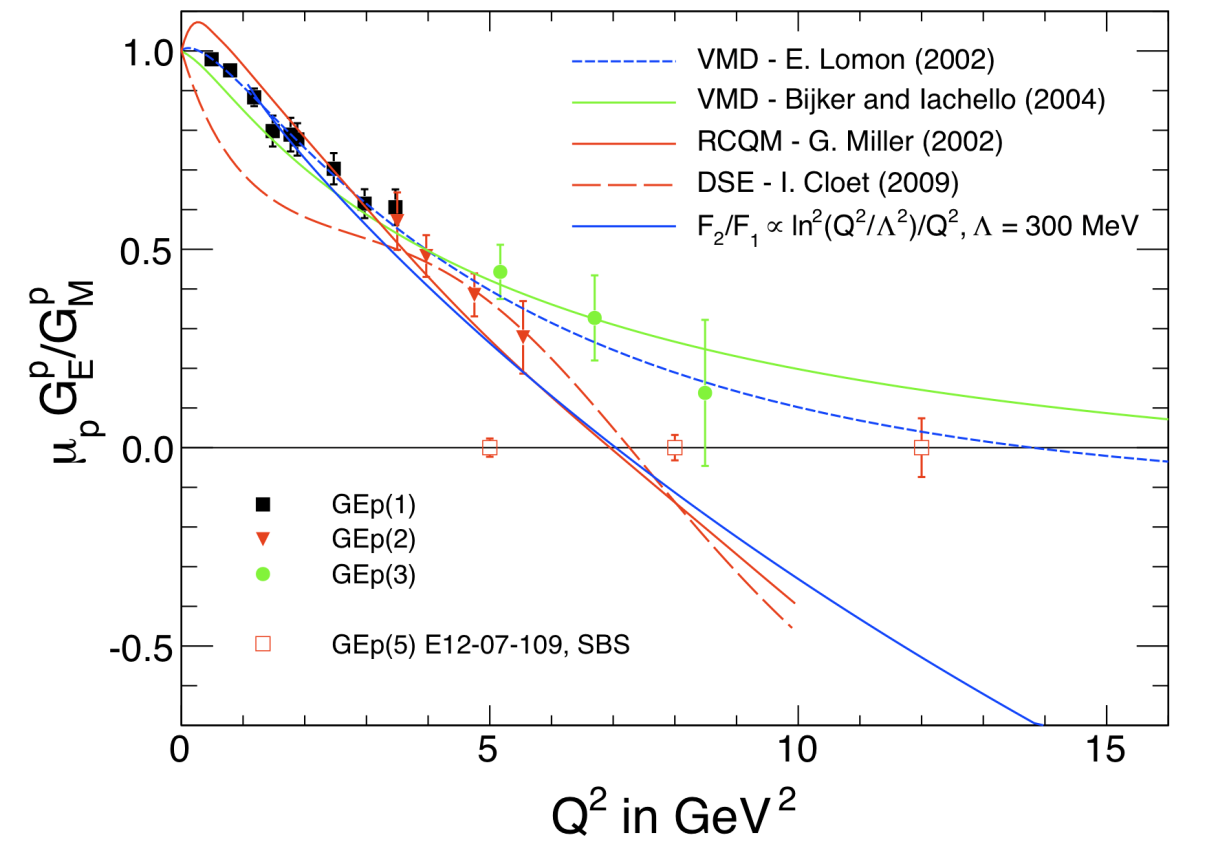 1.0
0.5
0.0
-0.5
μp GEp/GMp
VMD - E. Lomon (2002)
VMD - Bijker and Iachello (2004)
RCQM - G. Miller (2002)
DSE - I. Cloet (2009)
F2/F1 ∝ ln²(Q²/Λ²)/Q², Λ = 300 MeV
GEp(1)
GEp(2)
GEp(3)
GEp(5) E12-07-109, SBS
0 5 10 15
Q² in GeV²